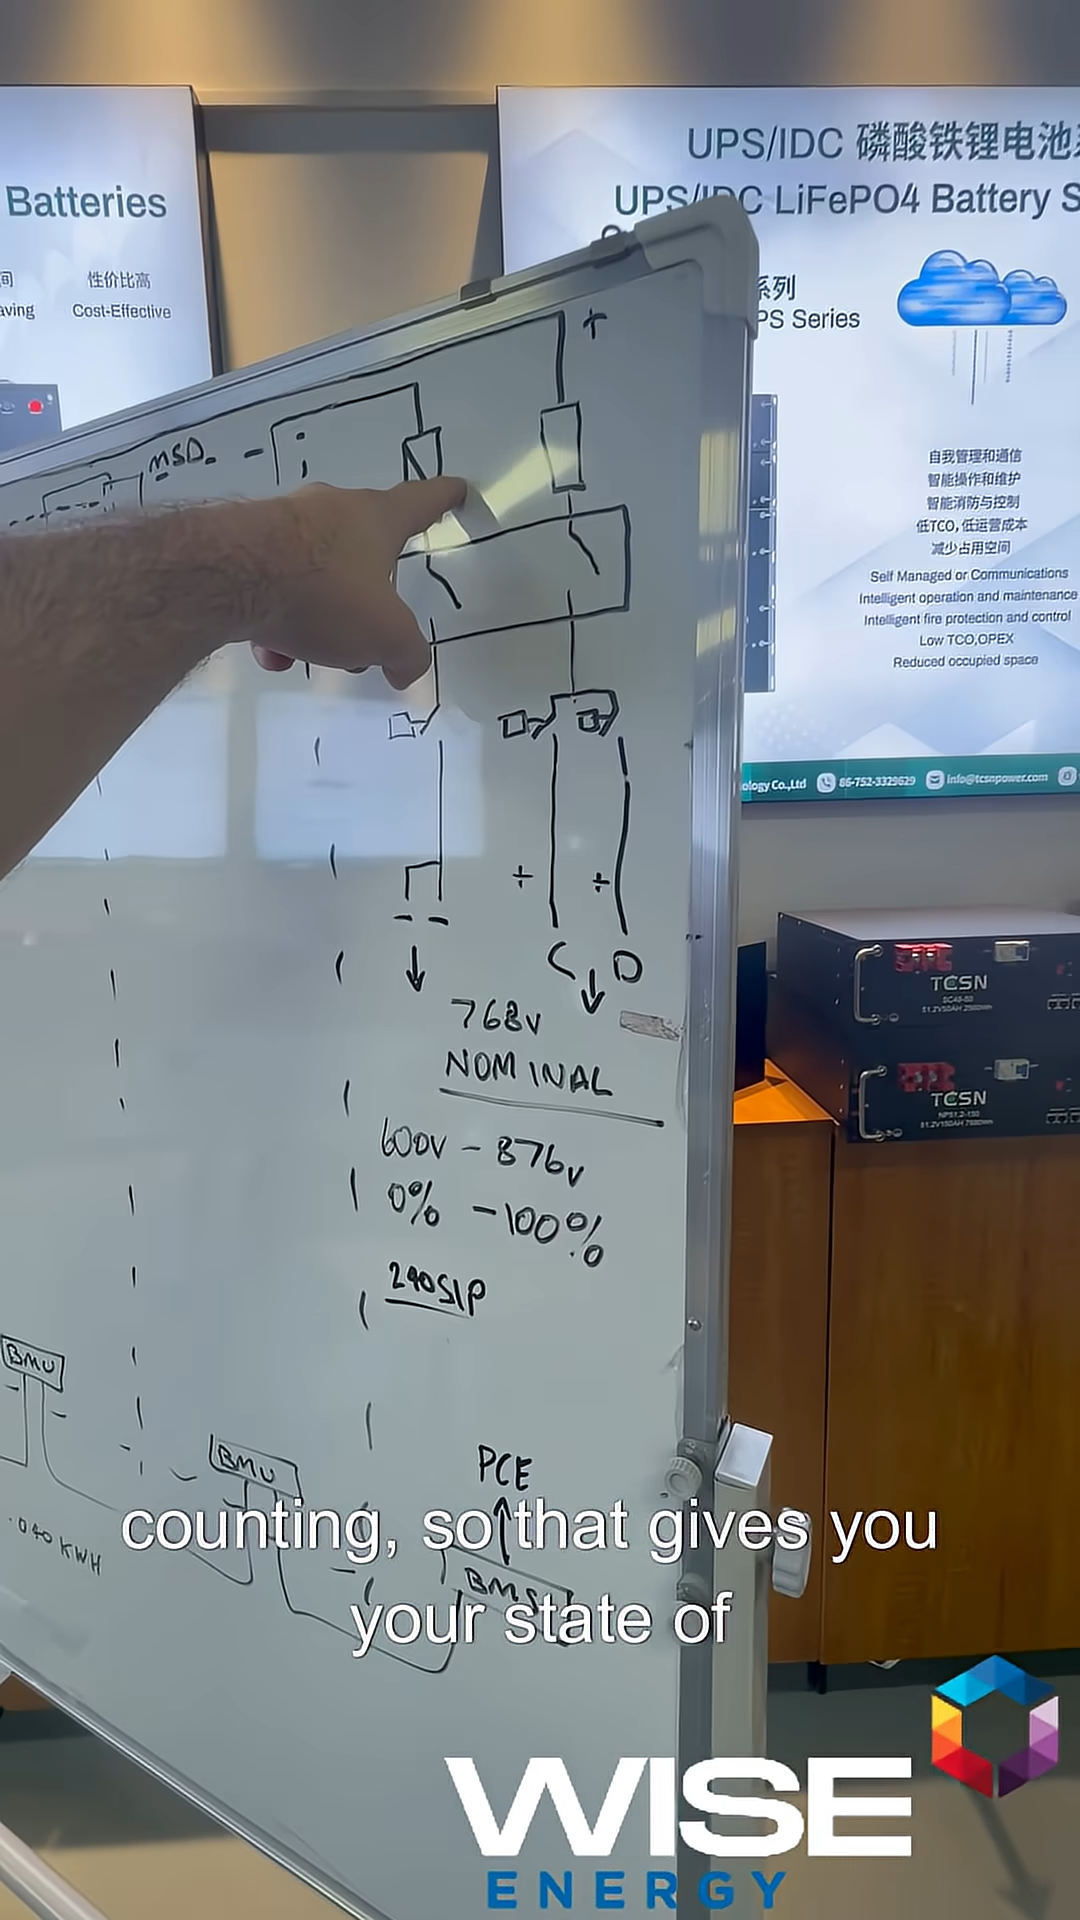 Batteries
性价比高
Cost-Effective
UPS/IDC 磷酸铁锂电池
UPS/IDC LiFePO4 Battery S
系列
PS Series
自我管理和通信
智能操作和维护
智能消防与控制
低TCO, 低运营成本
减少占用空间
Self Managed or Communications
Intelligent operation and maintenance
Intelligent fire protection and control
Low TCO,OPEX
Reduced occupied space
ology Co.,Ltd 86-752-3329629 info@tcsnpower.com
MSD
+
-
+ +
C D
768V
NOMINAL
600V - 876V
0% - 100%
240S1P
BMU
BMU
PCE
BMS
.040 KWH
TCSN
TCSN
counting, so that gives you
your state of
WISE
ENERGY